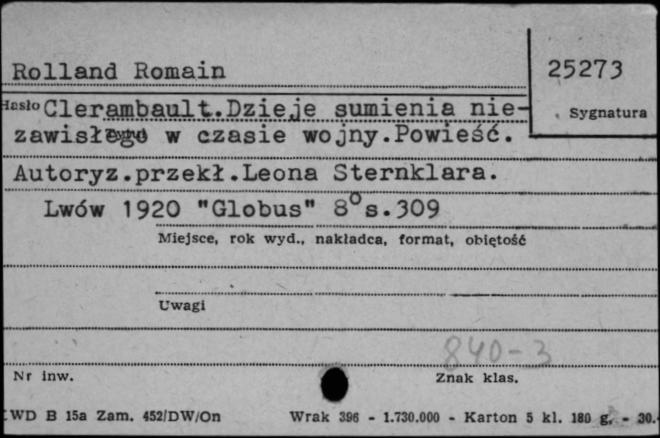 Rolland Romain
25273
Hasło Clerambault.Dzieje sumienia nie-
Sygnatura
zawisłego w czasie wojny.Powieść.
Tytuł
Autoryz.przekł.Leona Sternklara.
Lwów 1920 "Globus" 8° s.309
Miejsce, rok wyd., nakładca, format, objętość
Uwagi
840-3
Nr inw.
Znak klas.
WD B 15a Zam. 452/DW/On Wrak 396 - 1.730.000 - Karton 5 kl. 180 g. - 30.